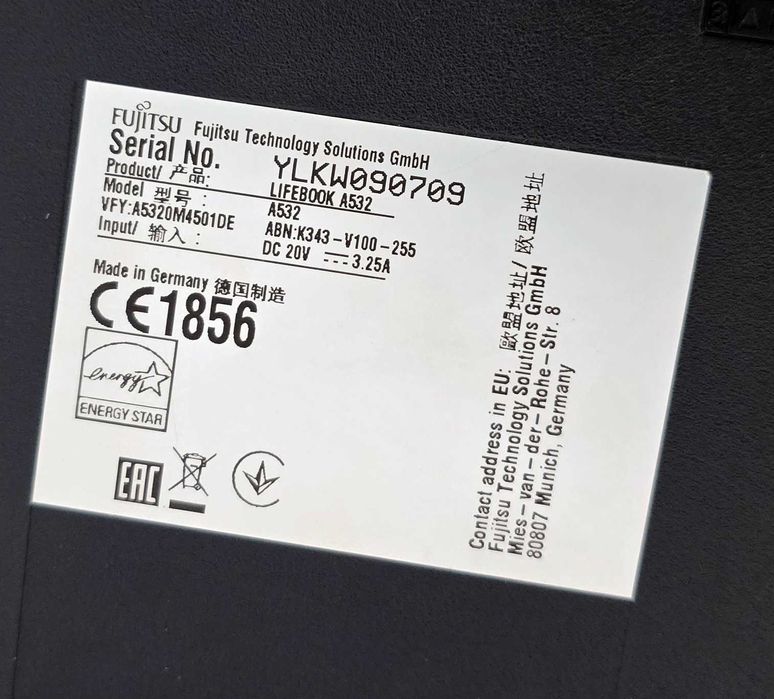 FUJITSU Fujitsu Technology Solutions GmbH
Serial No. YLKW090709
Product/ 产品: LIFEBOOK A532
Model 型号: A532
VFY:A5320M4501DE ABN:K343-V100-255
Input/ 输入: DC 20V 3.25A
Made in Germany 德国制造
CE1856
energy
ENERGY STAR
EAC
Contact address in EU: 歐盟地址/ 欧盟地址
Fujitsu Technology Solutions GmbH
Mies-van-der-Rohe-Str. 8
80807 Munich, Germany